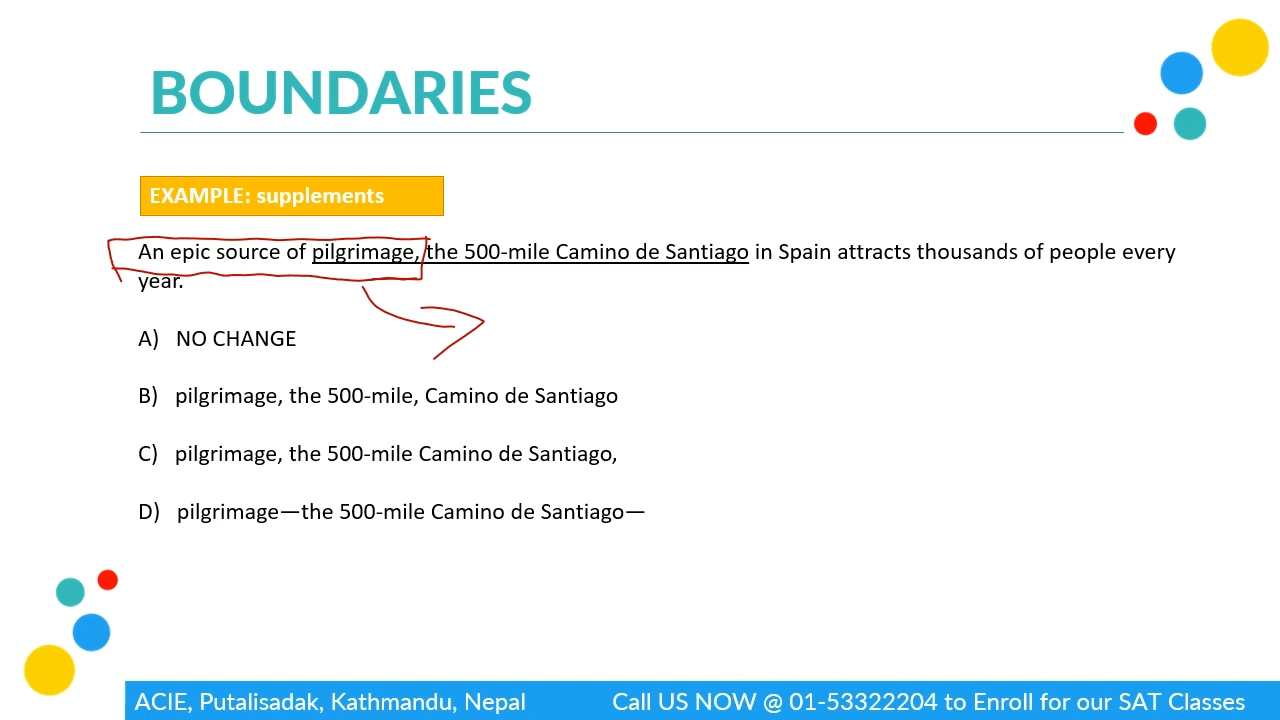 BOUNDARIES
EXAMPLE: supplements
An epic source of pilgrimage, the 500-mile Camino de Santiago in Spain attracts thousands of people every
year.
A) NO CHANGE
B) pilgrimage, the 500-mile, Camino de Santiago
C) pilgrimage, the 500-mile Camino de Santiago,
D) pilgrimage—the 500-mile Camino de Santiago—
ACIE, Putalisadak, Kathmandu, Nepal Call US NOW @ 01-53322204 to Enroll for our SAT Classes